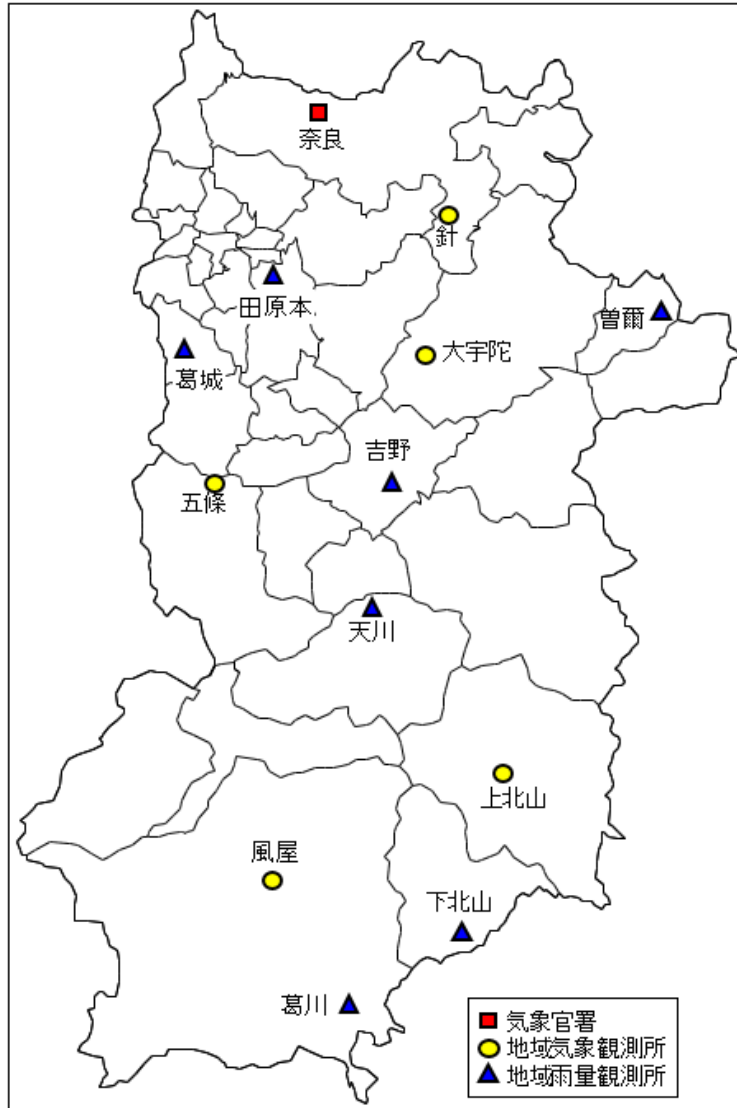 奈良
針
田原本
曽爾
大宇陀
葛城
吉野
五條
天川
上北山
風屋
下北山
葛川
気象官署
地域気象観測所
地域雨量観測所